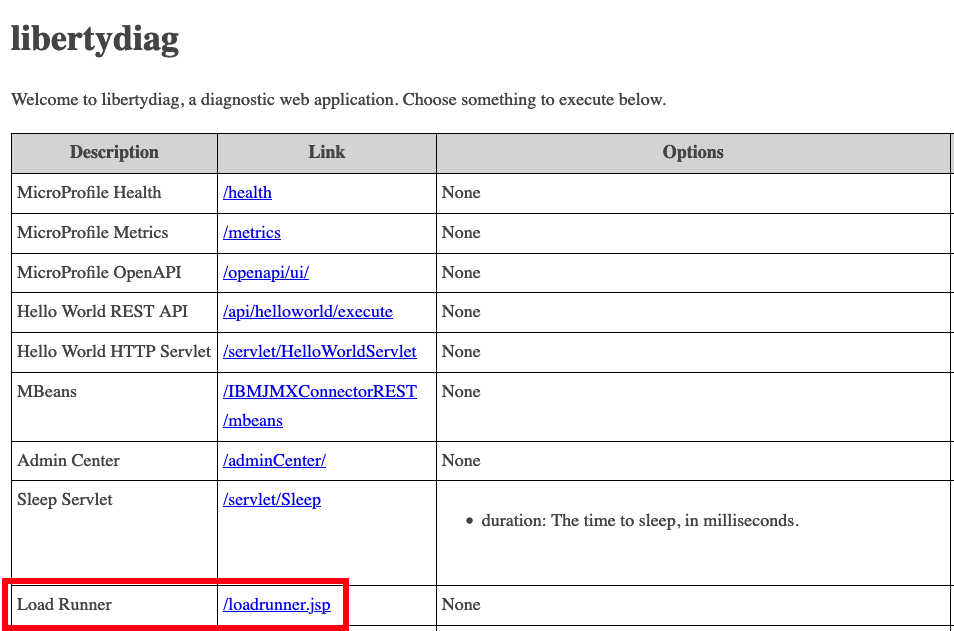 libertydiag
Welcome to libertydiag, a diagnostic web application. Choose something to execute below.
Description Link Options
MicroProfile Health /health None
MicroProfile Metrics /metrics None
MicroProfile OpenAPI /openapi/ui/ None
Hello World REST API /api/helloworld/execute None
Hello World HTTP Servlet /servlet/HelloWorldServlet None
MBeans /IBMJMXConnectorREST None
/mbeans
Admin Center /adminCenter/ None
Sleep Servlet /servlet/Sleep
• duration: The time to sleep, in milliseconds.
Load Runner /loadrunner.jsp None